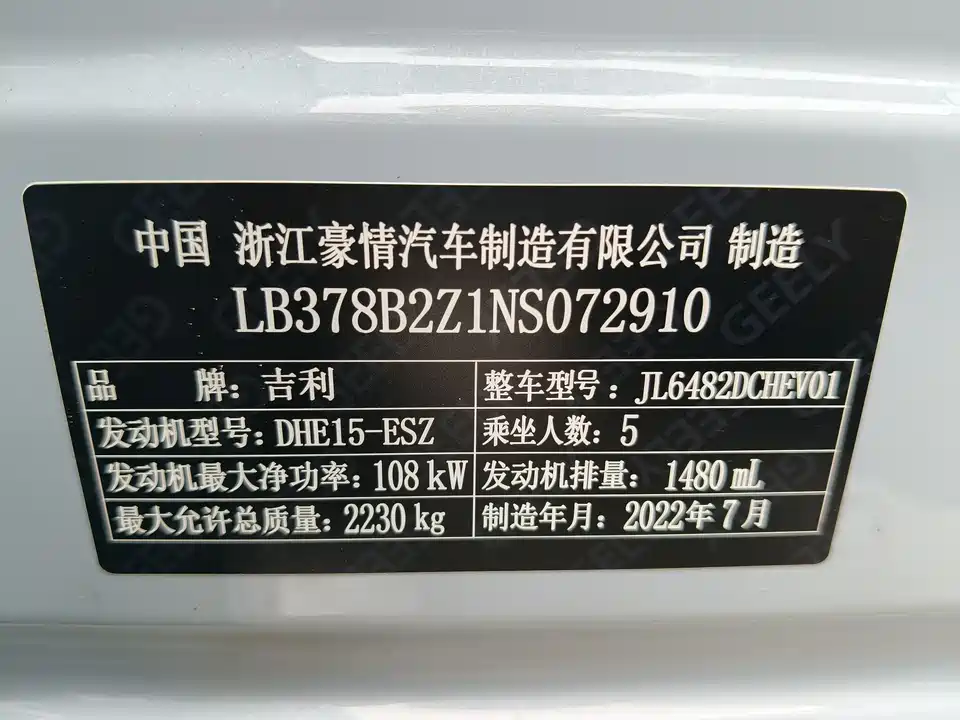 中国 浙江豪情汽车制造有限公司 制造
LB378B2Z1NS072910
品 牌：吉利 整车型号：JL6482DCHEV01
发动机型号：DHE15-ESZ 乘坐人数：5
发动机最大净功率：108 kW 发动机排量：1480 mL
最大允许总质量：2230 kg 制造年月：2022年7月
GEELY